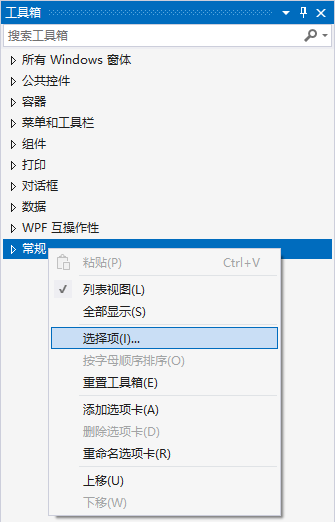 工具箱
搜索工具箱
所有 Windows 窗体
公共控件
容器
菜单和工具栏
组件
打印
对话框
数据
WPF 互操作性
常规
粘贴(P) Ctrl+V
列表视图(L)
全部显示(S)
选择项(I)...
按字母顺序排序(O)
重置工具箱(E)
添加选项卡(A)
删除选项卡(D)
重命名选项卡(R)
上移(U)
下移(W)